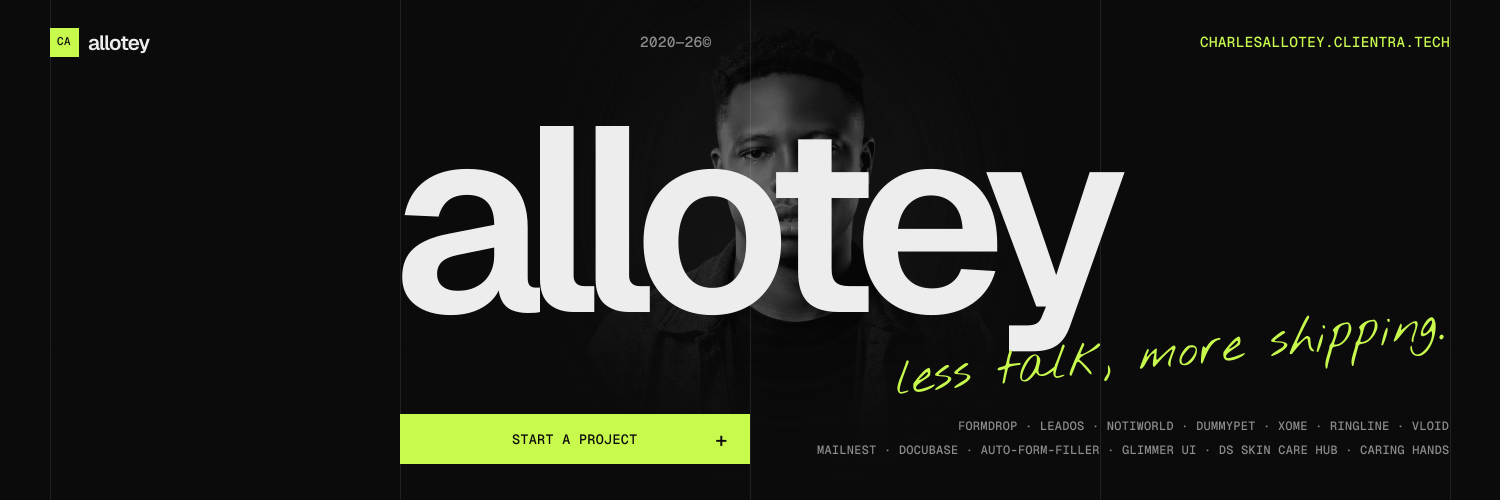 CA allotey
2020—26©
CHARLESALLOTEY.CLIENTRA.TECH
allotey
less talk, more shipping.
START A PROJECT +
FORMDROP · LEADOS · NOTIWORLD · DUMMYPET · XOME · RINGLINE · VLOID
MAILNEST · DOCUBASE · AUTO-FORM-FILLER · GLIMMER UI · DS SKIN CARE HUB · CARING HANDS